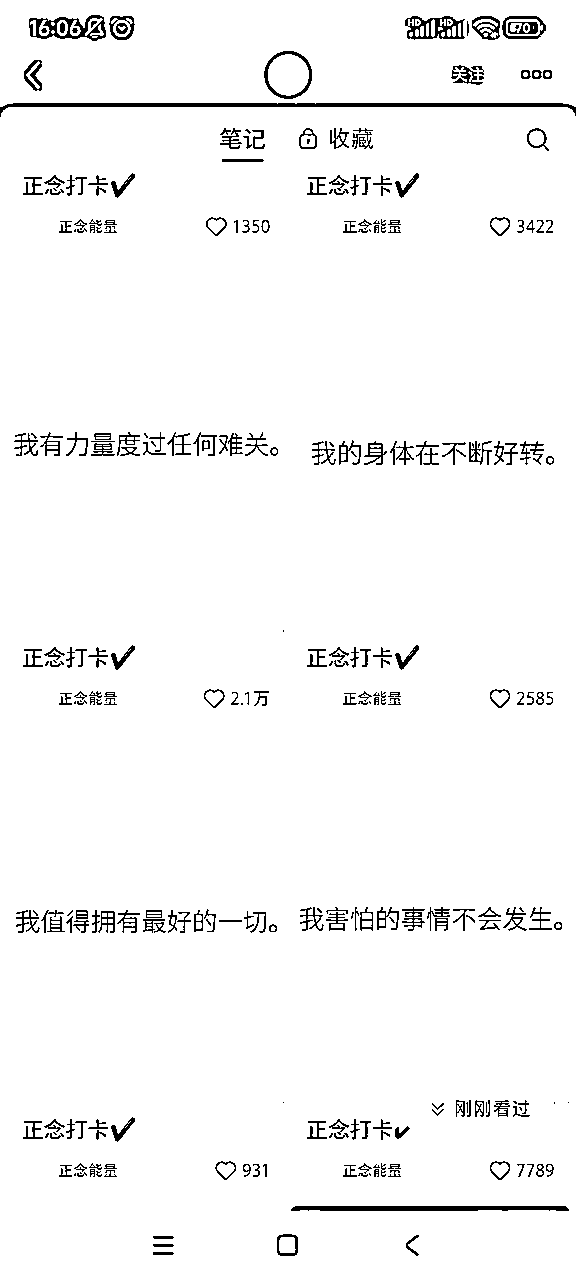 16:06
HD HD 70
关注
笔记 收藏
正念打卡✔ 正念打卡✔
正念能量 1350 正念能量 3422
我有力量度过任何难关。 我的身体在不断好转。
正念打卡✔ 正念打卡✔
正念能量 2.1万 正念能量 2585
我值得拥有最好的一切。 我害怕的事情不会发生。
刚刚看过
正念打卡✔ 正念打卡✔
正念能量 931 正念能量 7789